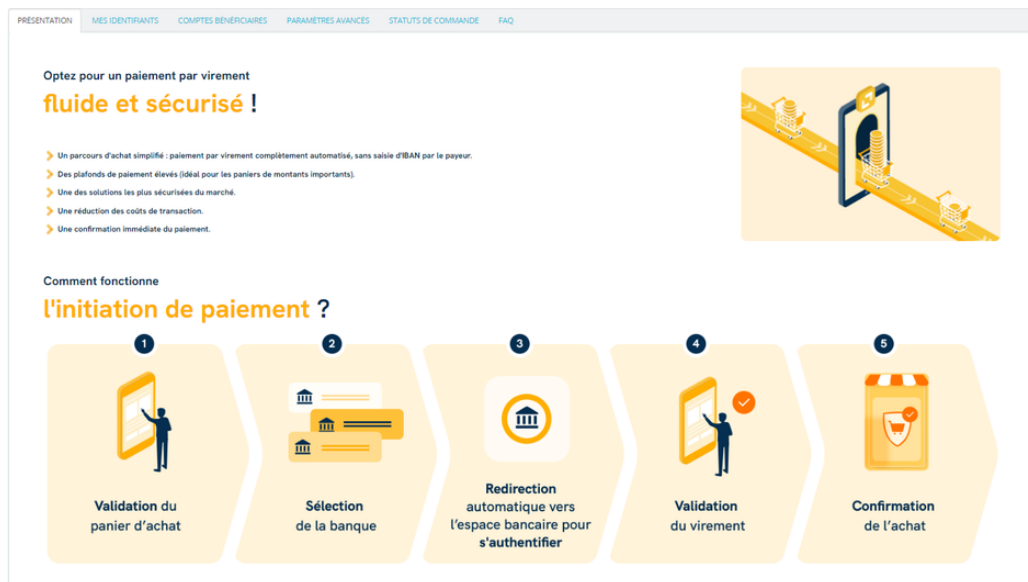 PRÉSENTATION MES IDENTIFIANTS COMPTES BÉNÉFICIAIRES PARAMÈTRES AVANCÉS STATUTS DE COMMANDE FAQ
Optez pour un paiement par virement
fluide et sécurisé !
Un parcours d'achat simplifié : paiement par virement complètement automatisé, sans saisie d'IBAN par le payeur.
Des plafonds de paiement élevés (idéal pour les paniers de montants importants).
Une des solutions les plus sécurisées du marché.
Une réduction des coûts de transaction.
Une confirmation immédiate du paiement.
Comment fonctionne
l'initiation de paiement ?
1
Validation du
panier d'achat
2
Sélection
de la banque
3
Redirection
automatique vers
l'espace bancaire pour
s'authentifier
4
Validation
du virement
5
Confirmation
de l'achat